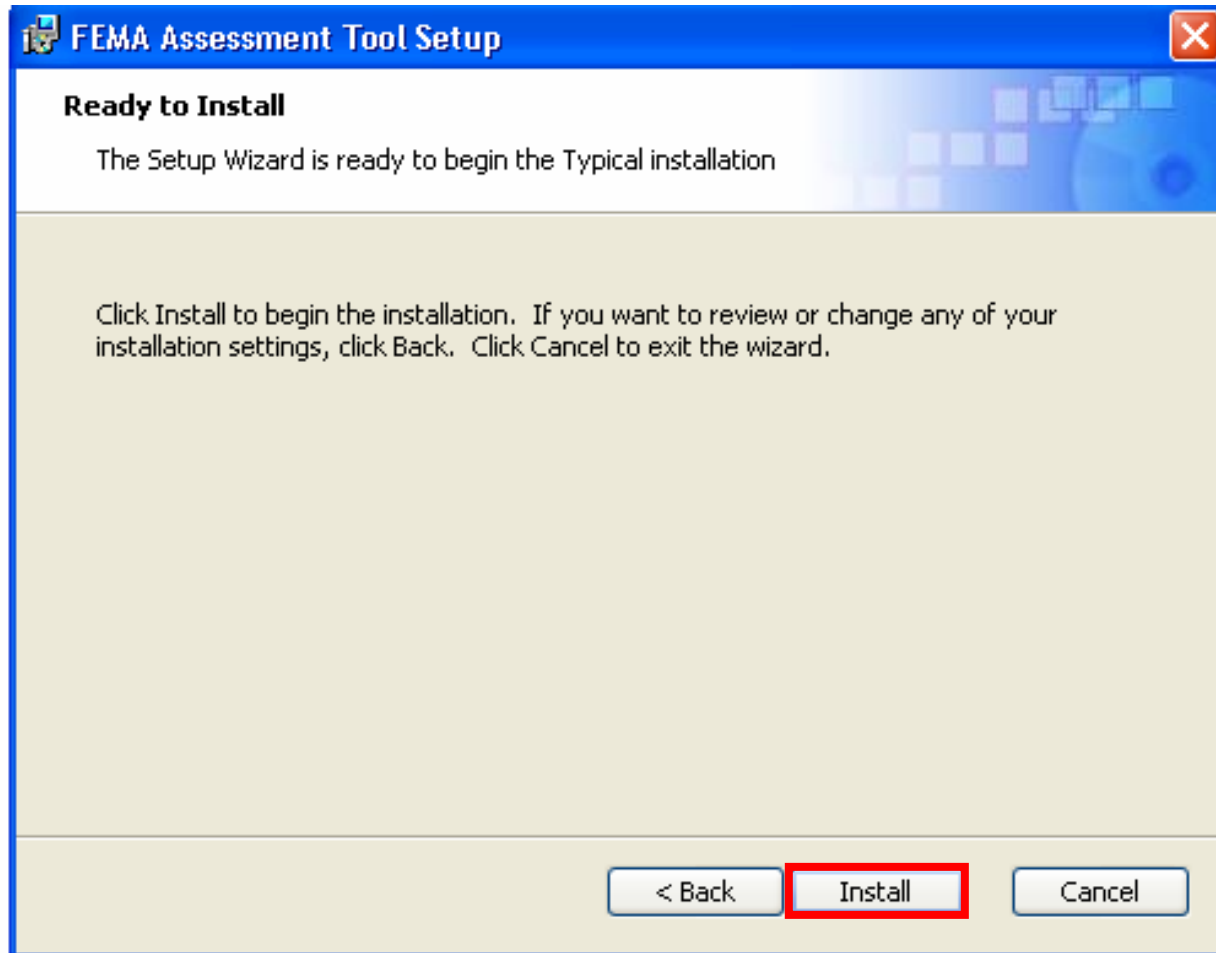 FEMA Assessment Tool Setup
Ready to Install
The Setup Wizard is ready to begin the Typical installation
Click Install to begin the installation.  If you want to review or change any of your
installation settings, click Back.  Click Cancel to exit the wizard.
< Back Install Cancel